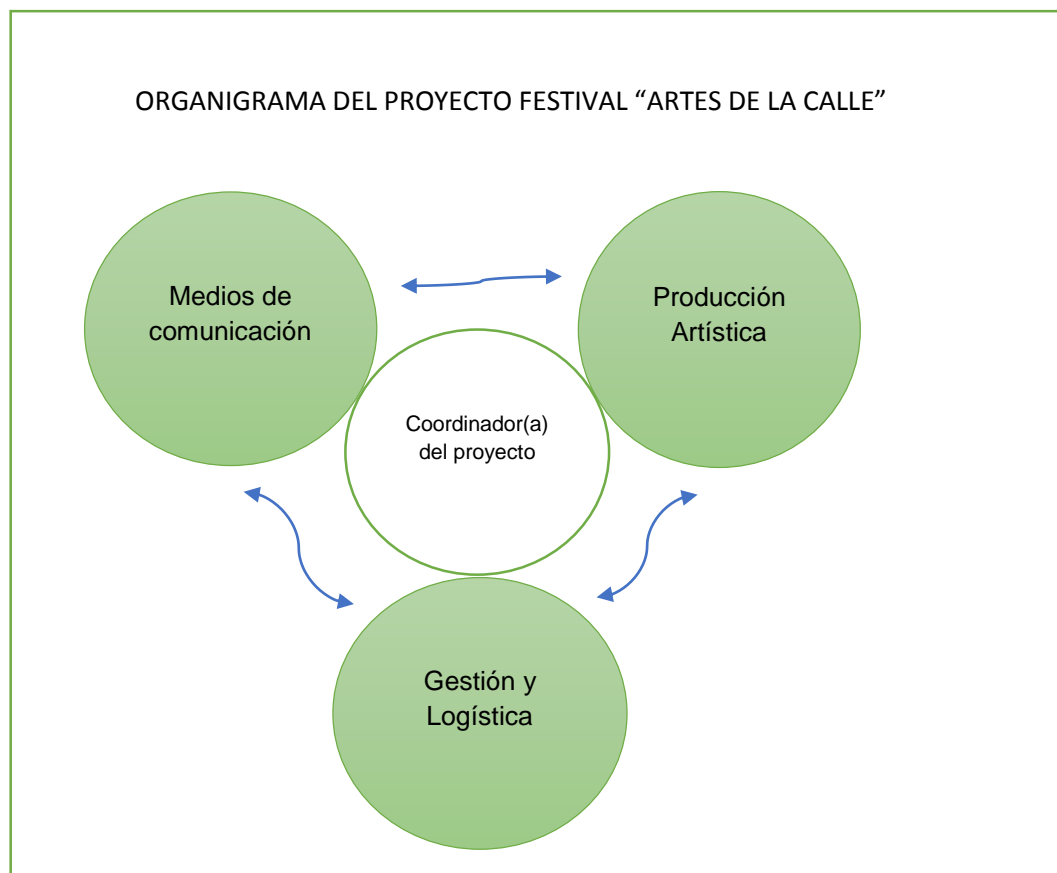 ORGANIGRAMA DEL PROYECTO FESTIVAL “ARTES DE LA CALLE”
Medios de
comunicación
Producción
Artística
Coordinador(a)
del proyecto
Gestión y
Logística